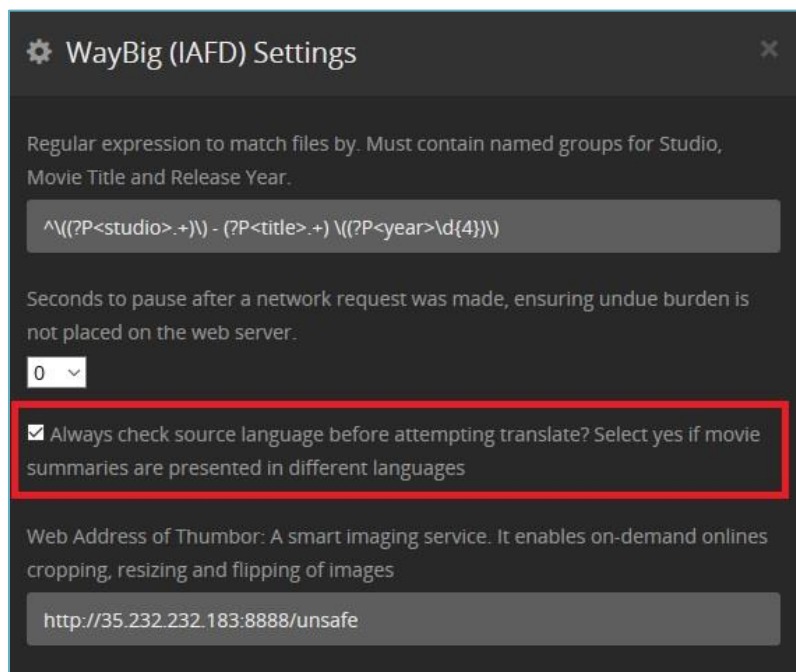 WayBig (IAFD) Settings
Regular expression to match files by. Must contain named groups for Studio,
Movie Title and Release Year.
^\((?P<studio>.+)\) - (?P<title>.+) \((?P<year>\d{4})\)
Seconds to pause after a network request was made, ensuring undue burden is
not placed on the web server.
0
Always check source language before attempting translate? Select yes if movie
summaries are presented in different languages
Web Address of Thumbor: A smart imaging service. It enables on-demand onlines
cropping, resizing and flipping of images
http://35.232.232.183:8888/unsafe